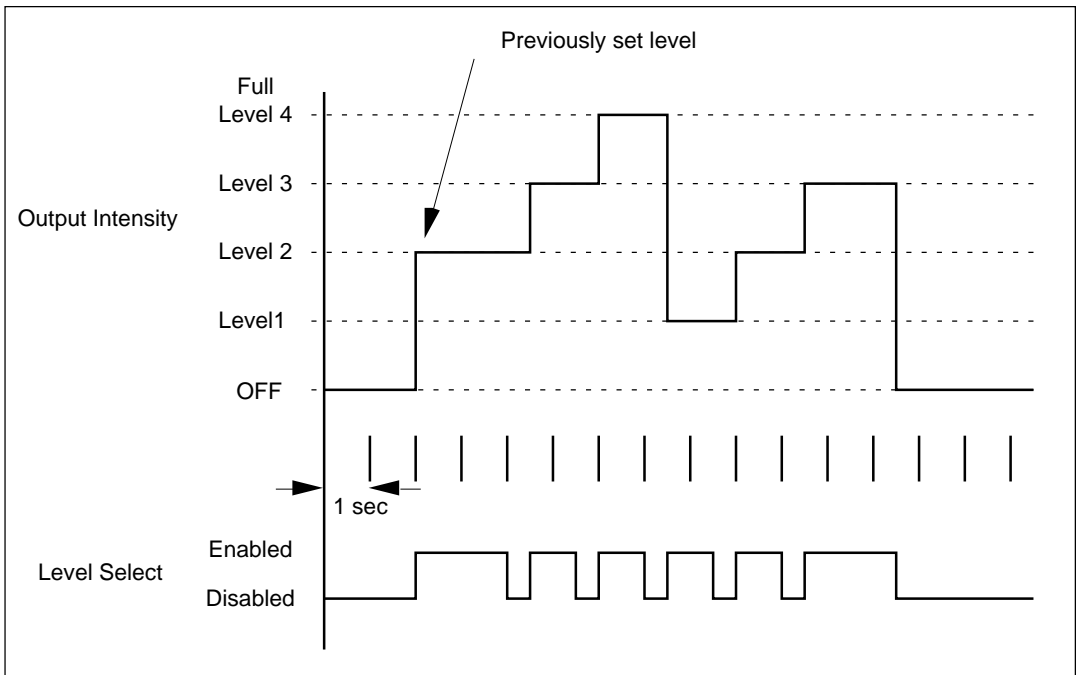 Previously set level
Full
Level 4
Level 3
Output Intensity
Level 2
Level1
OFF
1 sec
Enabled
Level Select
Disabled